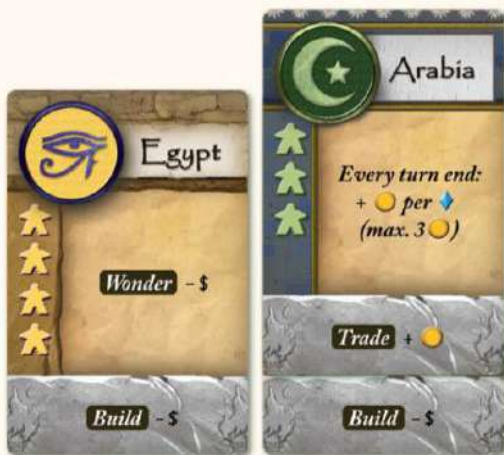 Egypt
Wonder - $
Build - $
Arabia
Every turn end:
+ per
(max. 3 )
Trade +
Build - $